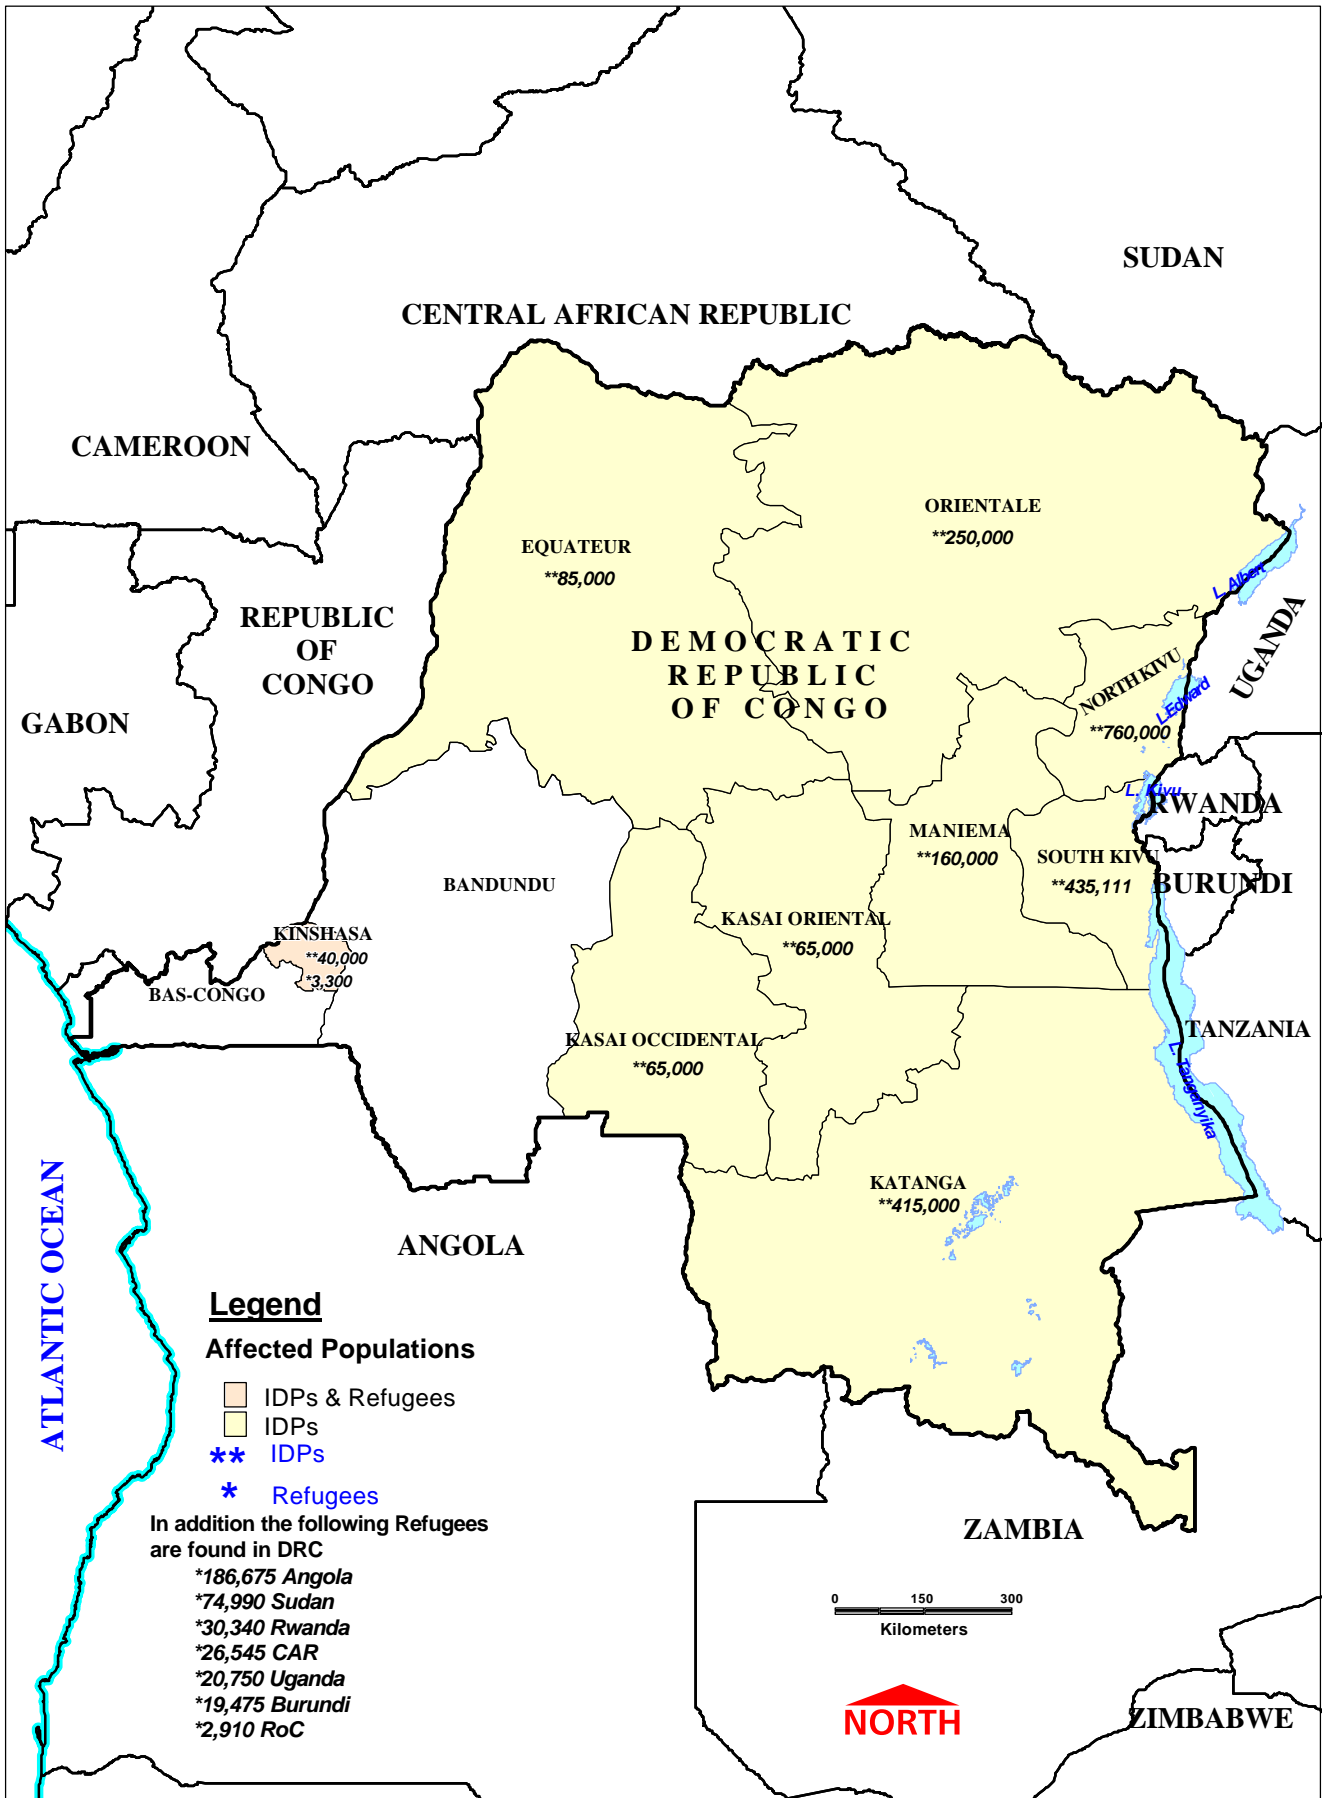 SUDAN
CENTRAL AFRICAN REPUBLIC
CAMEROON
ORIENTALE
**250,000
EQUATEUR
**85,000
L. Albert
REPUBLIC
OF
CONGO
UGANDA
DEMOCRATIC
REPUBLIC
OF CONGO
NORTH KIVU
L.Edward
**760,000
GABON
L. Kivu
RWANDA
MANIEMA
**160,000
SOUTH KIVU
**435,111
BURUNDI
BANDUNDU
KASAI ORIENTAL
**65,000
KINSHASA
**40,000
*3,300
BAS-CONGO
TANZANIA
KASAI OCCIDENTAL
**65,000
L. Tanganyika
KATANGA
**415,000
ATLANTIC OCEAN
ANGOLA
Legend
Affected Populations
IDPs & Refugees
IDPs
** IDPs
* Refugees
In addition the following Refugees
are found in DRC
*186,675 Angola
*74,990 Sudan
*30,340 Rwanda
*26,545 CAR
*20,750 Uganda
*19,475 Burundi
*2,910 RoC
ZAMBIA
0 150 300
Kilometers
NORTH
ZIMBABWE